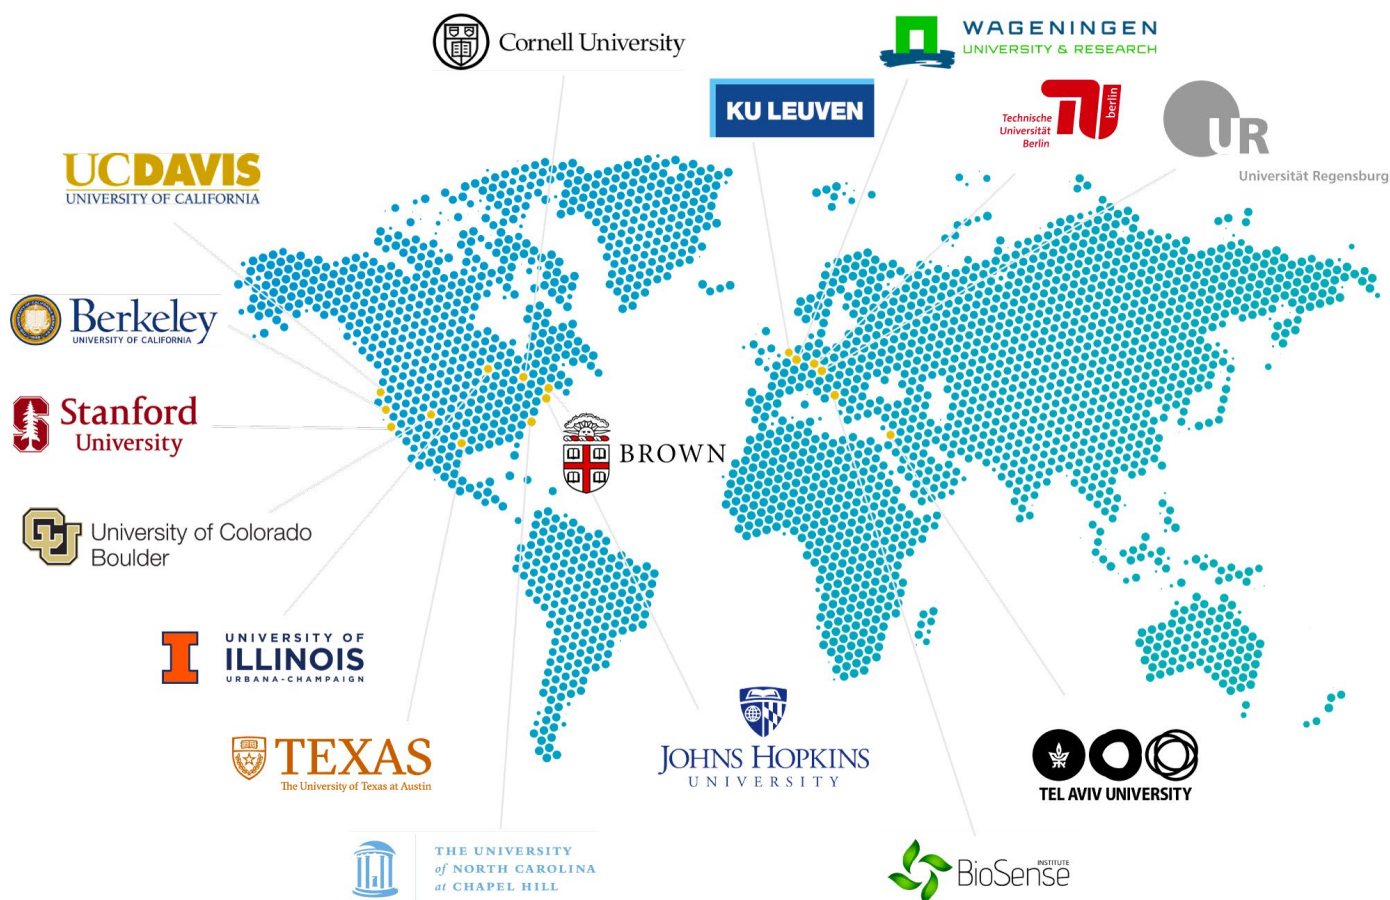 Cornell University
WAGENINGEN
UNIVERSITY & RESEARCH
KU LEUVEN
Technische
Universität
Berlin
berlin
UR
Universität Regensburg
UCDAVIS
UNIVERSITY OF CALIFORNIA
Berkeley
UNIVERSITY OF CALIFORNIA
Stanford
University
BROWN
CU
University of Colorado
Boulder
I
UNIVERSITY OF
ILLINOIS
URBANA-CHAMPAIGN
TEXAS
The University of Texas at Austin
JOHNS HOPKINS
UNIVERSITY
TEL AVIV UNIVERSITY
THE UNIVERSITY
of NORTH CAROLINA
at CHAPEL HILL
INSTITUTE
BioSense